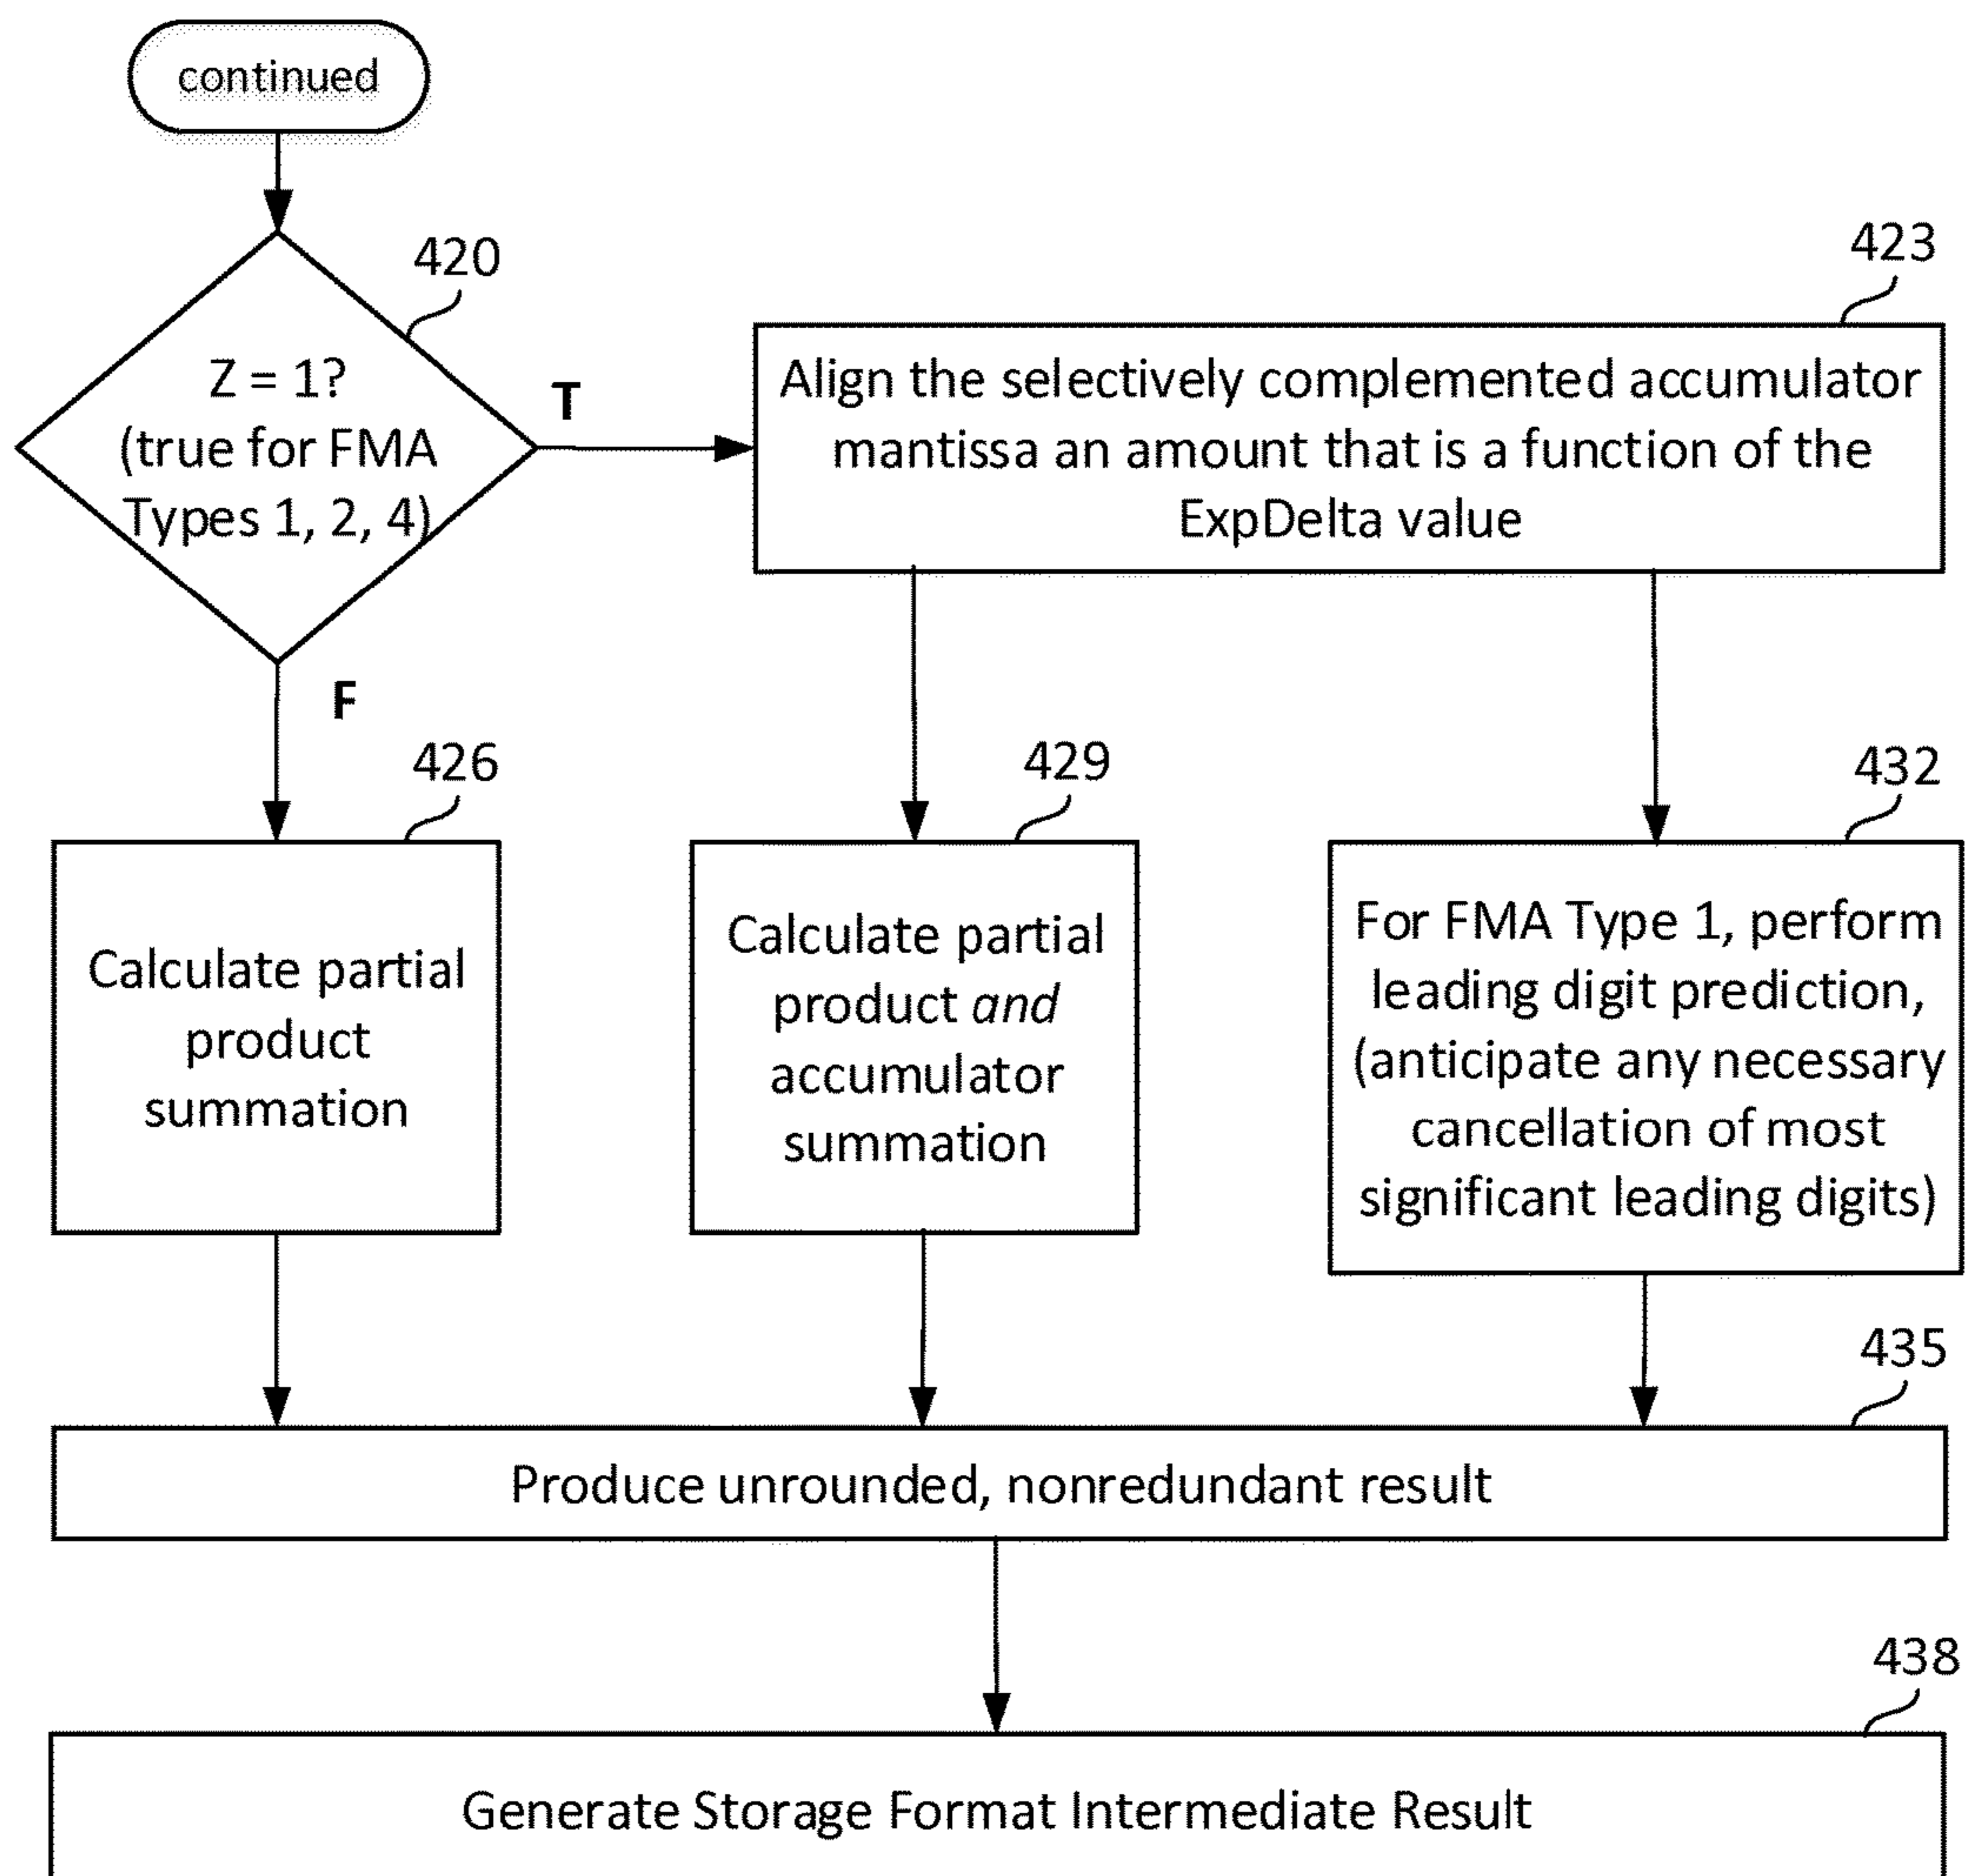 continued
420
Z = 1?
(true for FMA
Types 1, 2, 4)
T
F
423
Align the selectively complemented accumulator
mantissa an amount that is a function of the
ExpDelta value
426
Calculate partial
product
summation
429
Calculate partial
product and
accumulator
summation
432
For FMA Type 1, perform
leading digit prediction,
(anticipate any necessary
cancellation of most
significant leading digits)
435
Produce unrounded, nonredundant result
438
Generate Storage Format Intermediate Result